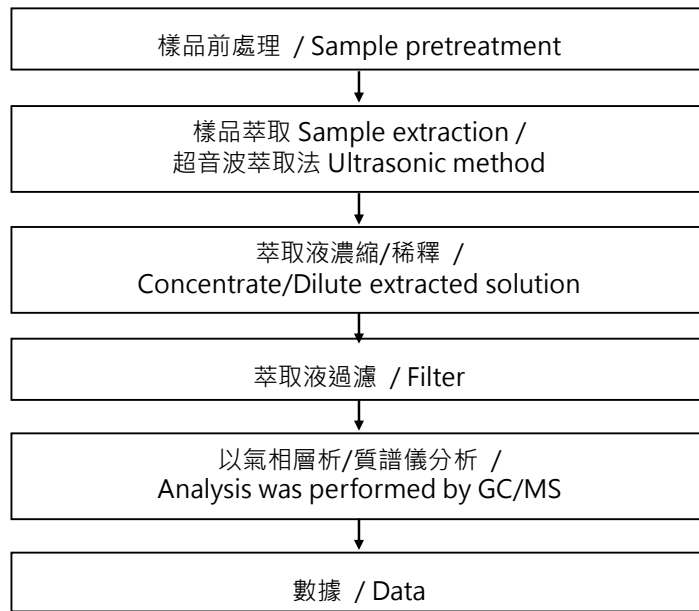 樣品前處理 / Sample pretreatment
樣品萃取 Sample extraction /
超音波萃取法 Ultrasonic method
萃取液濃縮/稀釋 /
Concentrate/Dilute extracted solution
萃取液過濾 / Filter
以氣相層析/質譜儀分析 /
Analysis was performed by GC/MS
數據 / Data